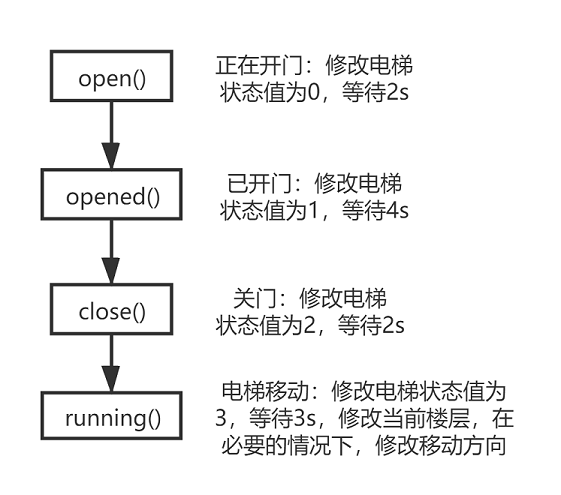 open()
正在开门：修改电梯
状态值为0，等待2s
opened()
已开门：修改电梯
状态值为1，等待4s
close()
关门：修改电梯
状态值为2，等待2s
running()
电梯移动：修改电梯状态值为
3，等待3s，修改当前楼层，在
必要的情况下，修改移动方向